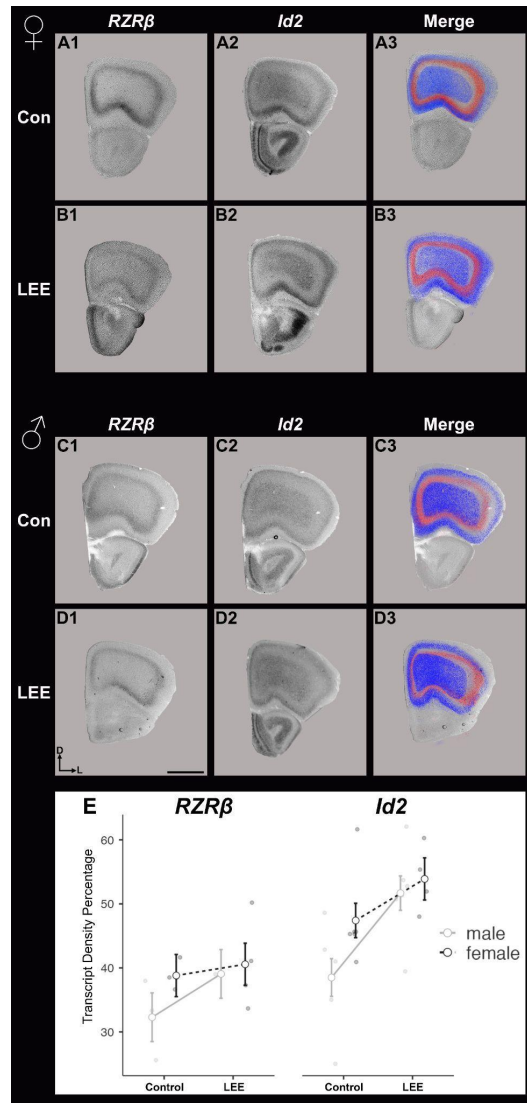 ♀ RZRβ Id2 Merge
A1 A2 A3
Con
B1 B2 B3
LEE
♂ RZRβ Id2 Merge
C1 C2 C3
Con
D1 D2 D3
LEE
D
L
E RZRβ Id2
Transcript Density Percentage
60
50
40
30
male
female
Control LEE Control LEE